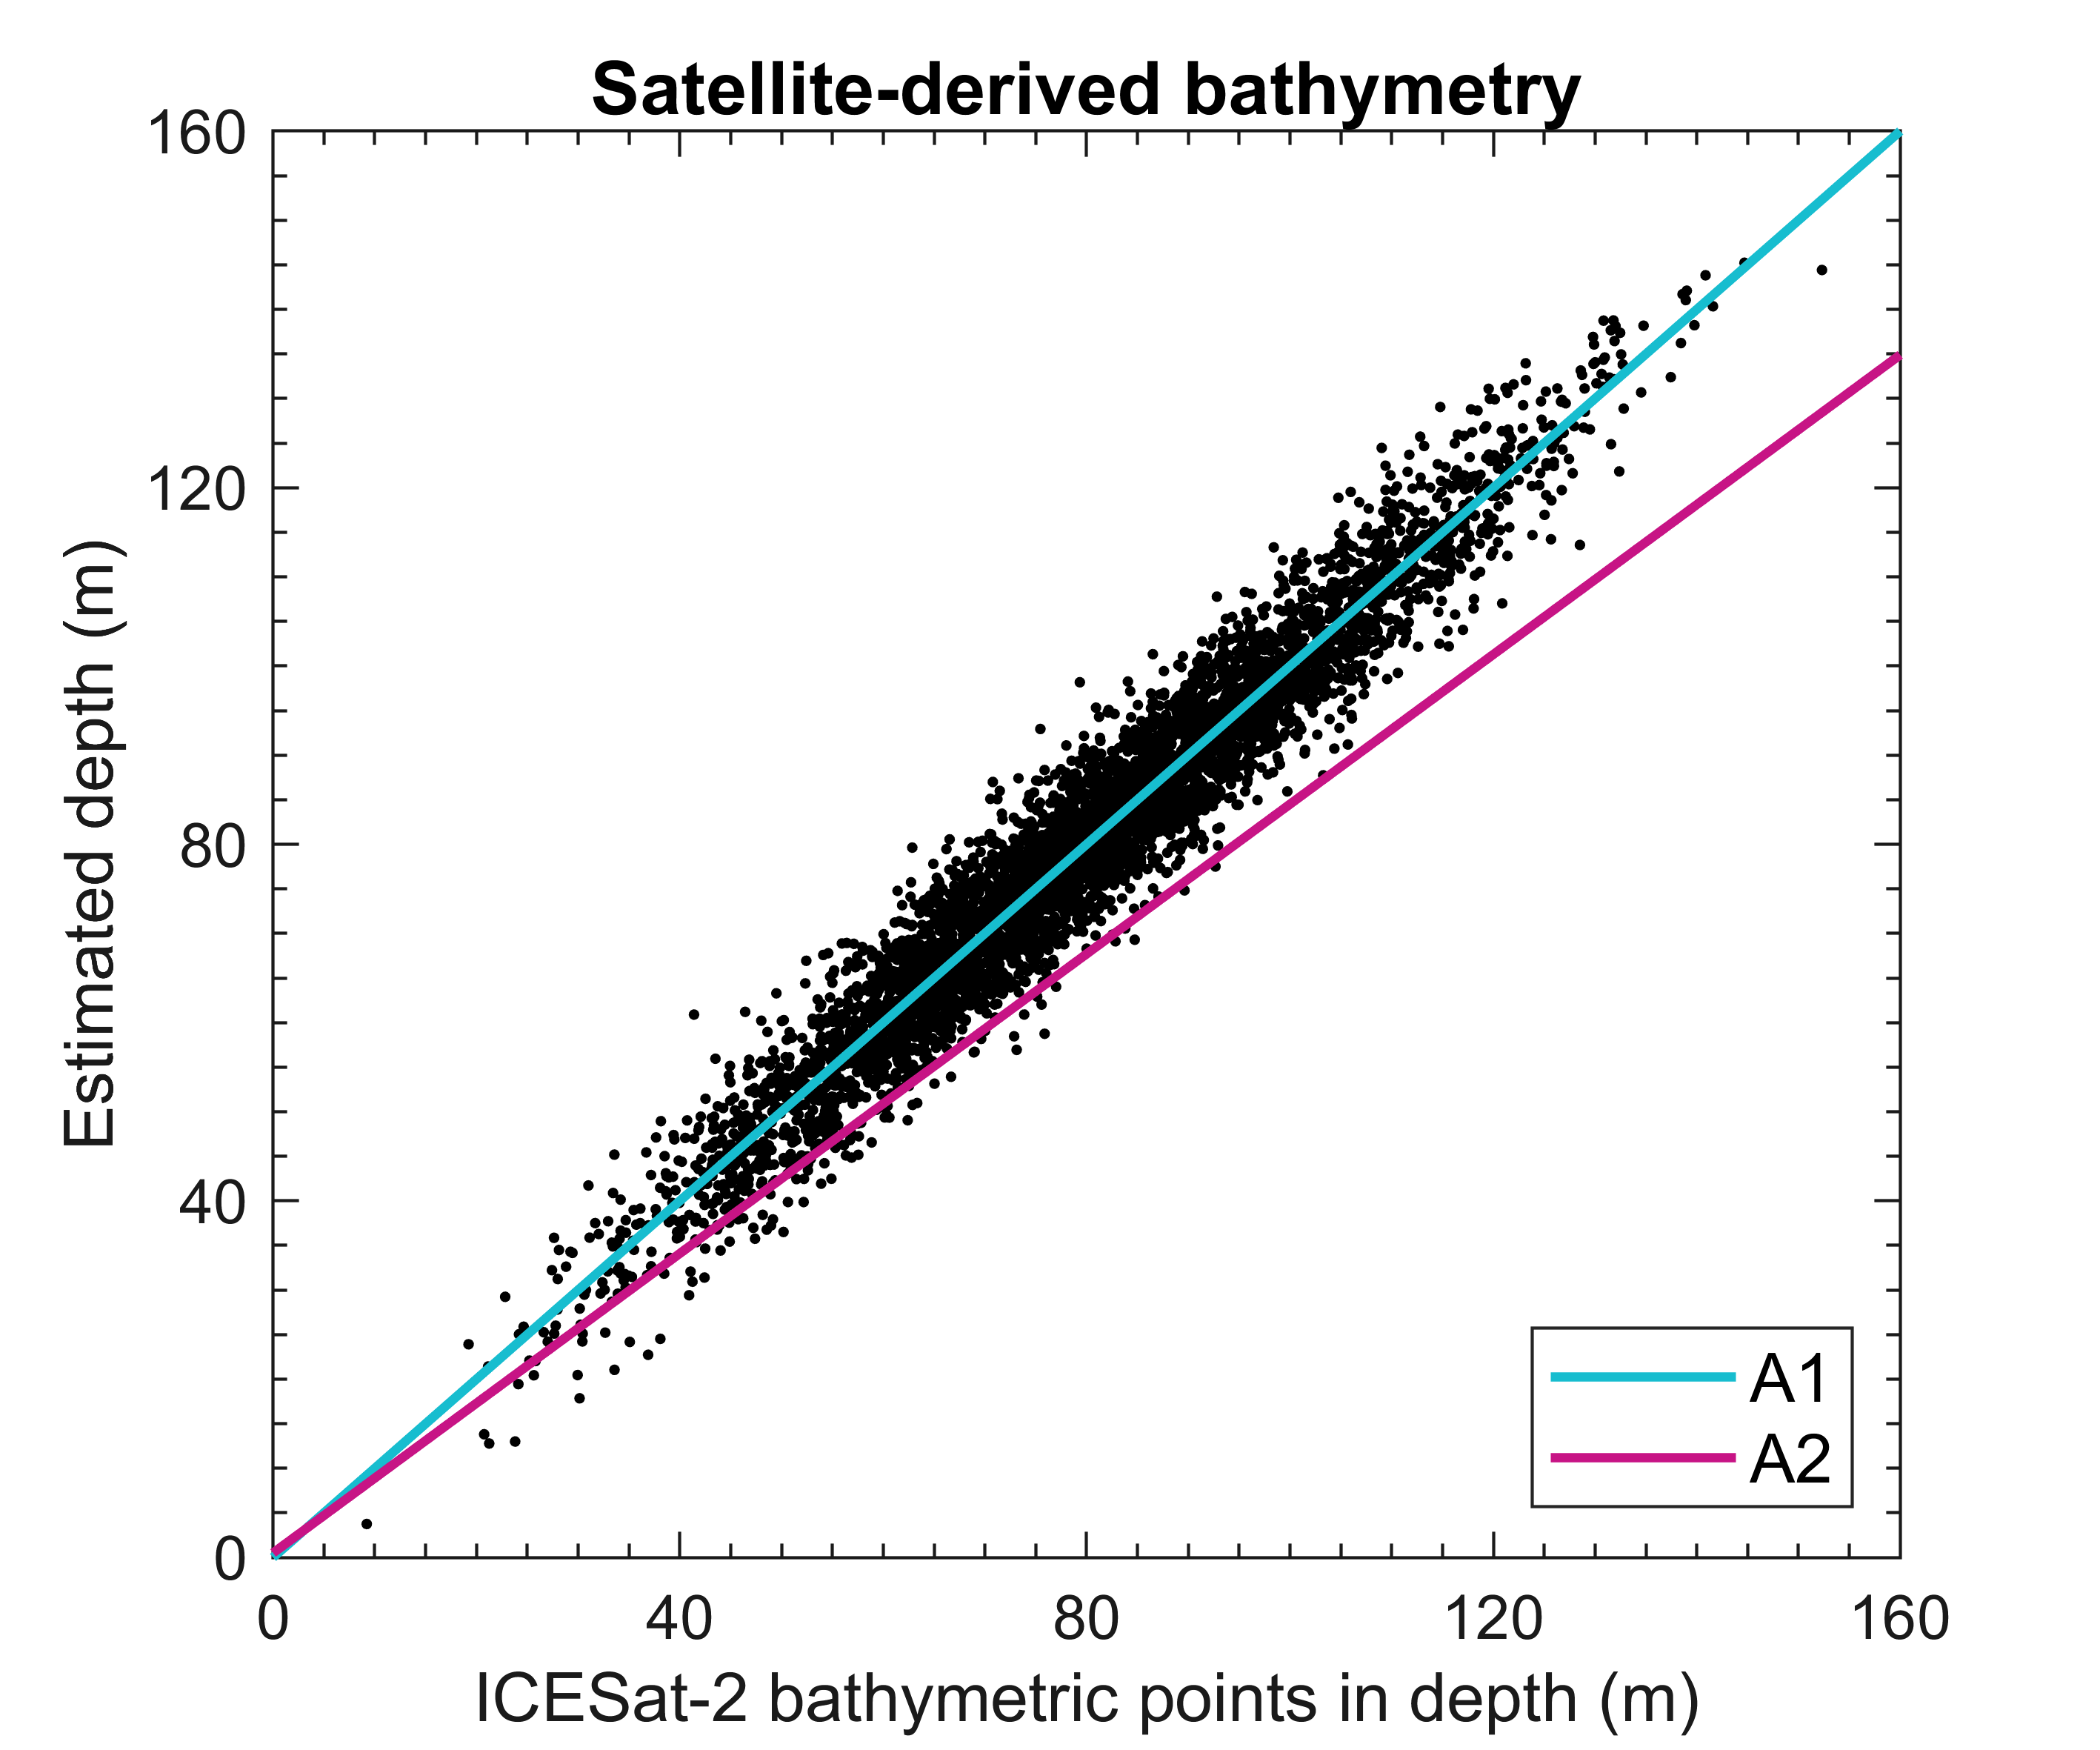 Satellite-derived bathymetry
160
120
80
40
0
Estimated depth (m)
0 40 80 120 160
ICESat-2 bathymetric points in depth (m)
A1
A2